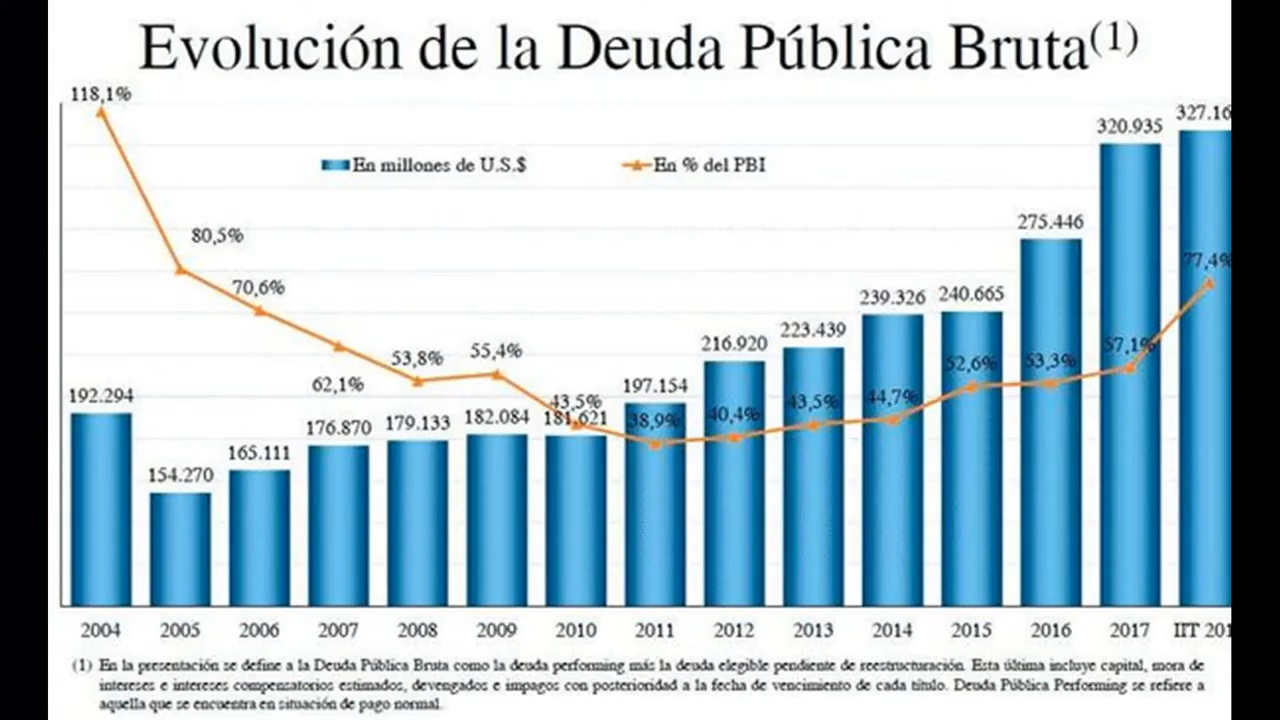 Evolución de la Deuda Pública Bruta(1)
118,1%
327.16
320.935
En millones de U.S.$ En % del PBI
275.446
80,5%
77,4%
70,6%
239.326 240.665
223.439
216.920
57,1%
53,8% 55,4%
52,6% 53,3%
62,1%
197.154
192.294
43,5% 38,9% 40,4% 43,5% 44,7%
176.870 179.133 182.084 181.621
165.111
154.270
2004 2005 2006 2007 2008 2009 2010 2011 2012 2013 2014 2015 2016 2017 IIT 201
(1) En la presentación se define a la Deuda Pública Bruta como la deuda performing más la deuda elegible pendiente de reestructuración. Esta última incluye capital, mora de
intereses e intereses compensatorios estimados, devengados e impagos con posterioridad a la fecha de vencimiento de cada título. Deuda Pública Performing se refiere a
aquella que se encuentra en situación de pago normal.